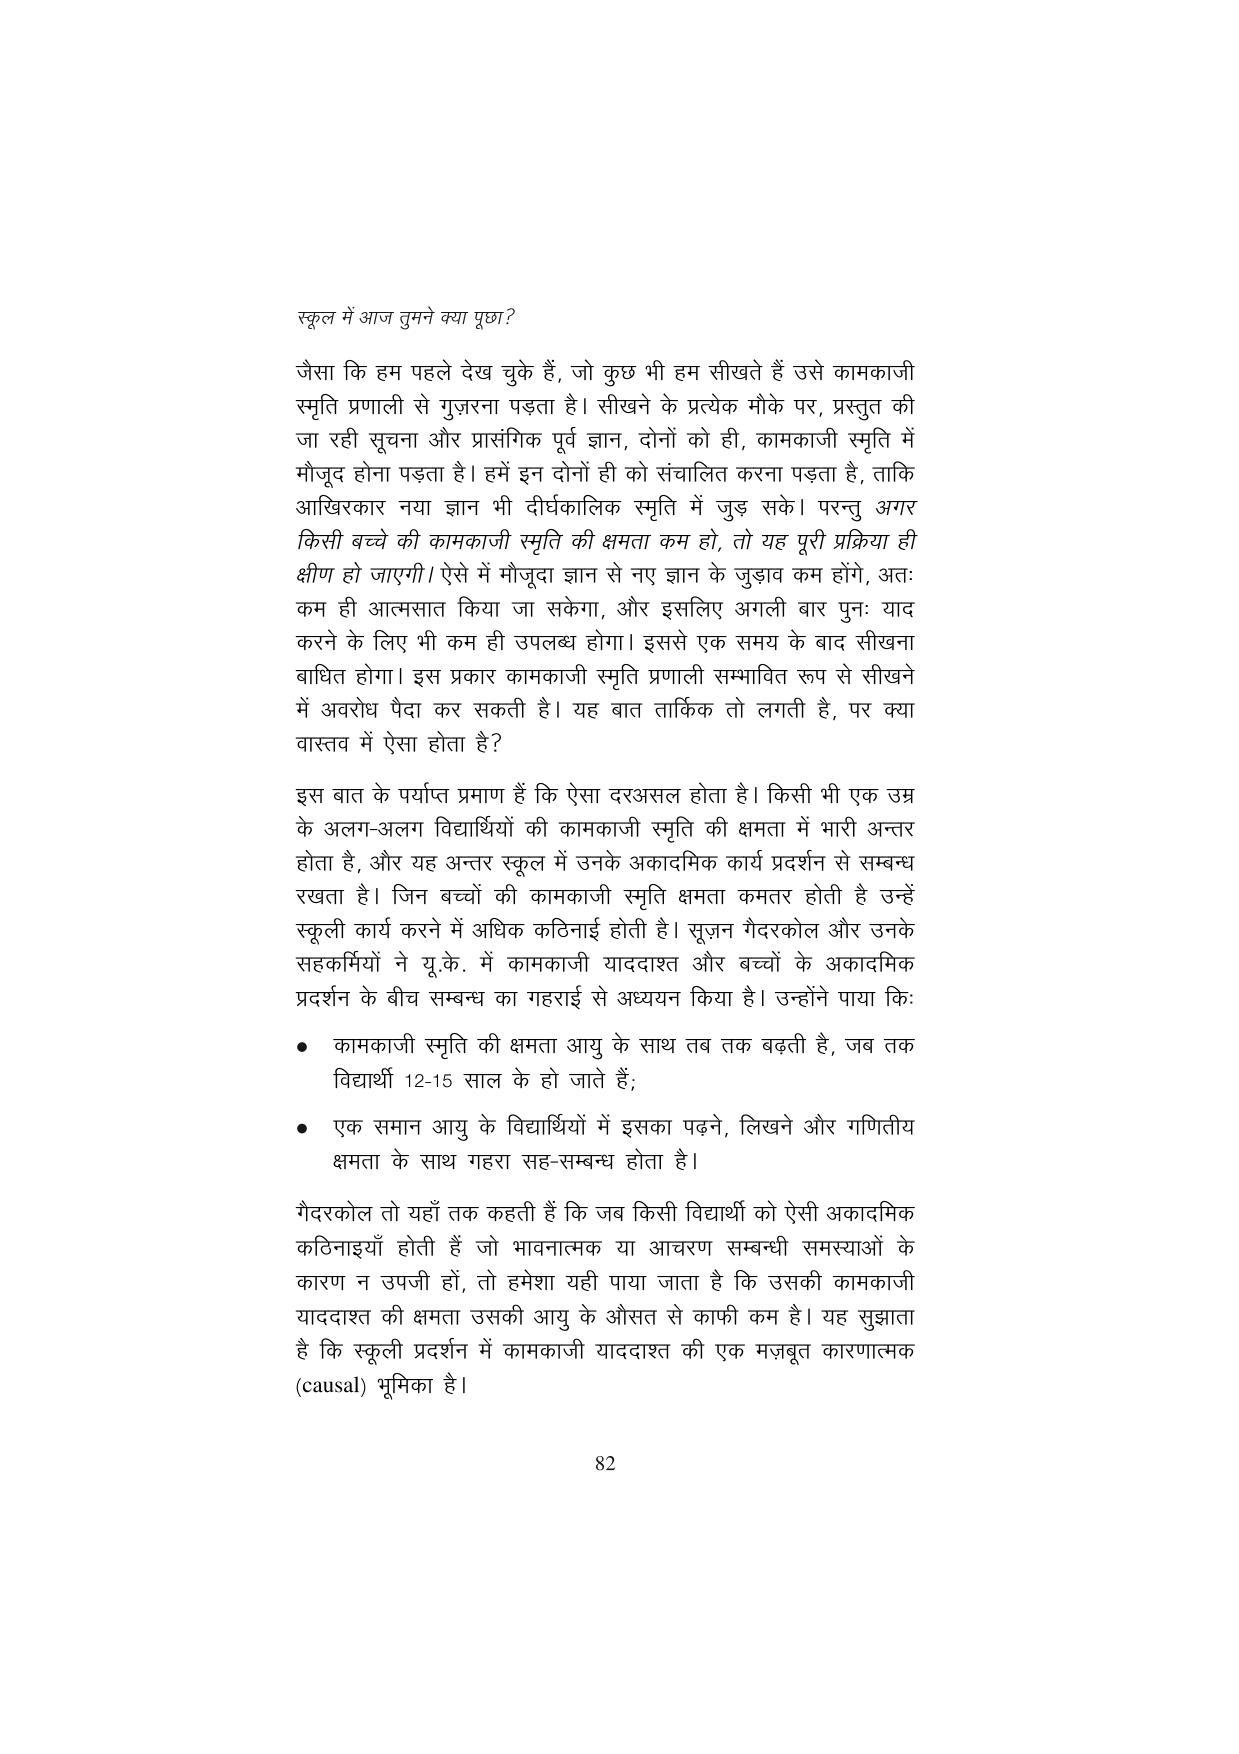 स्कूल में आज तुमने क्या पूछा?
जैसा कि हम पहले देख चुके हैं, जो कुछ भी हम सीखते हैं उसे कामकाजी
स्मृति प्रणाली से गुज़रना पड़ता है। सीखने के प्रत्येक मौके पर, प्रस्तुत की
जा रही सूचना और प्रासंगिक पूर्व ज्ञान, दोनों को ही, कामकाजी स्मृति में
मौजूद होना पड़ता है। हमें इन दोनों ही को संचालित करना पड़ता है, ताकि
आखिरकार नया ज्ञान भी दीर्घकालिक स्मृति में जुड़ सके। परन्तु अगर
किसी बच्चे की कामकाजी स्मृति की क्षमता कम हो, तो यह पूरी प्रक्रिया ही
क्षीण हो जाएगी। ऐसे में मौजूदा ज्ञान से नए ज्ञान के जुड़ाव कम होंगे, अतः
कम ही आत्मसात किया जा सकेगा, और इसलिए अगली बार पुनः याद
करने के लिए भी कम ही उपलब्ध होगा। इससे एक समय के बाद सीखना
बाधित होगा। इस प्रकार कामकाजी स्मृति प्रणाली सम्भावित रूप से सीखने
में अवरोध पैदा कर सकती है। यह बात तार्किक तो लगती है, पर क्या
वास्तव में ऐसा होता है?
इस बात के पर्याप्त प्रमाण हैं कि ऐसा दरअसल होता है। किसी भी एक उम्र
के अलग-अलग विद्यार्थियों की कामकाजी स्मृति की क्षमता में भारी अन्तर
होता है, और यह अन्तर स्कूल में उनके अकादमिक कार्य प्रदर्शन से सम्बन्ध
रखता है। जिन बच्चों की कामकाजी स्मृति क्षमता कमतर होती है उन्हें
स्कूली कार्य करने में अधिक कठिनाई होती है। सूज़न गैदरकोल और उनके
सहकर्मियों ने यू.के. में कामकाजी याददाश्त और बच्चों के अकादमिक
प्रदर्शन के बीच सम्बन्ध का गहराई से अध्ययन किया है। उन्होंने पाया किः
● कामकाजी स्मृति की क्षमता आयु के साथ तब तक बढ़ती है, जब तक
विद्यार्थी 12-15 साल के हो जाते हैं;
● एक समान आयु के विद्यार्थियों में इसका पढ़ने, लिखने और गणितीय
क्षमता के साथ गहरा सह-सम्बन्ध होता है।
गैदरकोल तो यहाँ तक कहती हैं कि जब किसी विद्यार्थी को ऐसी अकादमिक
कठिनाइयाँ होती हैं जो भावनात्मक या आचरण सम्बन्धी समस्याओं के
कारण न उपजी हों, तो हमेशा यही पाया जाता है कि उसकी कामकाजी
याददाश्त की क्षमता उसकी आयु के औसत से काफी कम है। यह सुझाता
है कि स्कूली प्रदर्शन में कामकाजी याददाश्त की एक मज़बूत कारणात्मक
(causal) भूमिका है।
82